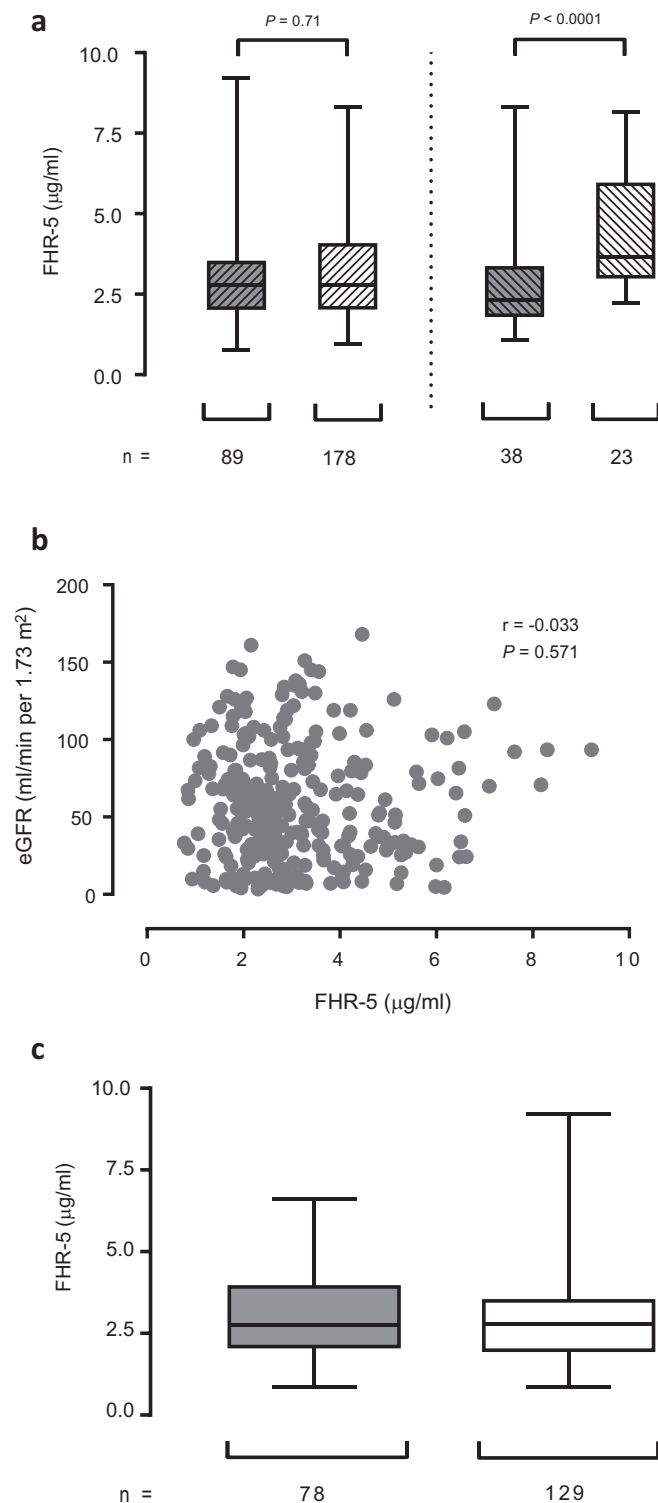 a
P = 0.71
P < 0.0001
FHR-5 (μg/ml)
10.0
7.5
5.0
2.5
0.0
n =
89
178
38
23
b
eGFR (ml/min per 1.73 m²)
200
150
100
50
0
r = -0.033
P = 0.571
0
2
4
6
8
10
FHR-5 (μg/ml)
c
FHR-5 (μg/ml)
10.0
7.5
5.0
2.5
0.0
n =
78
129